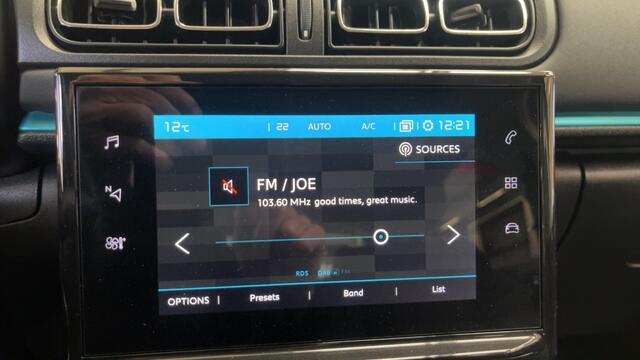 12°C | 22 AUTO A/C | | 12:21
SOURCES
N
FM / JOE
103.60 MHz good times, great music.
RDS DAB
OPTIONS | Presets | Band | List